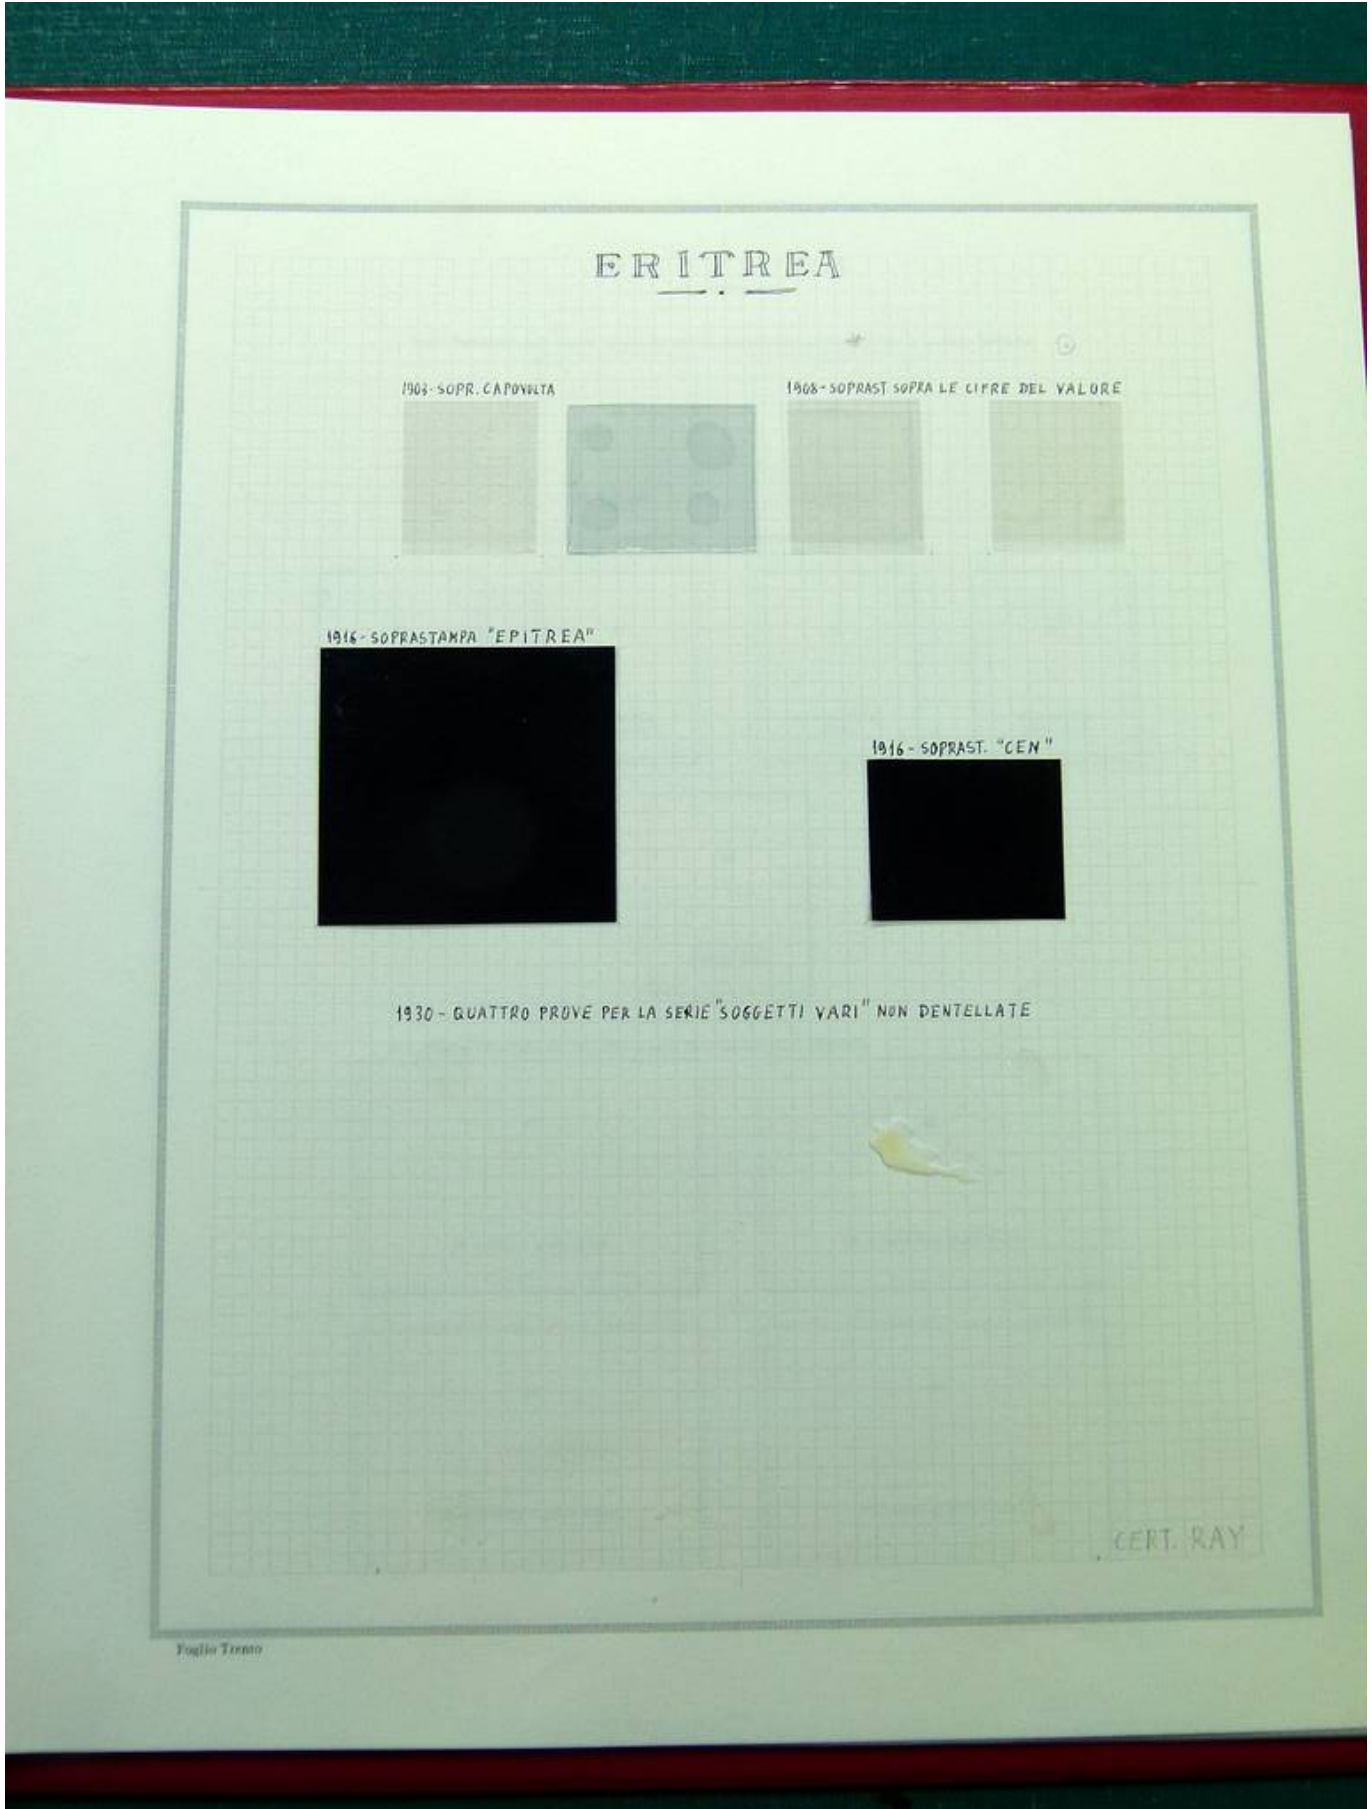 ERITREA
1903-SOPR. CAPOVOLTA
1908-SOPRAST SOPRA LE CIFRE DEL VALORE
1916-SOPRASTAMPA "EPITREA"
1916-SOPRAST. "CEN"
1930-QUATTRO PROVE PER LA SERIE "SOGGETTI VARI" NON DENTELLATE
CERT. RAY
Foglio Trento